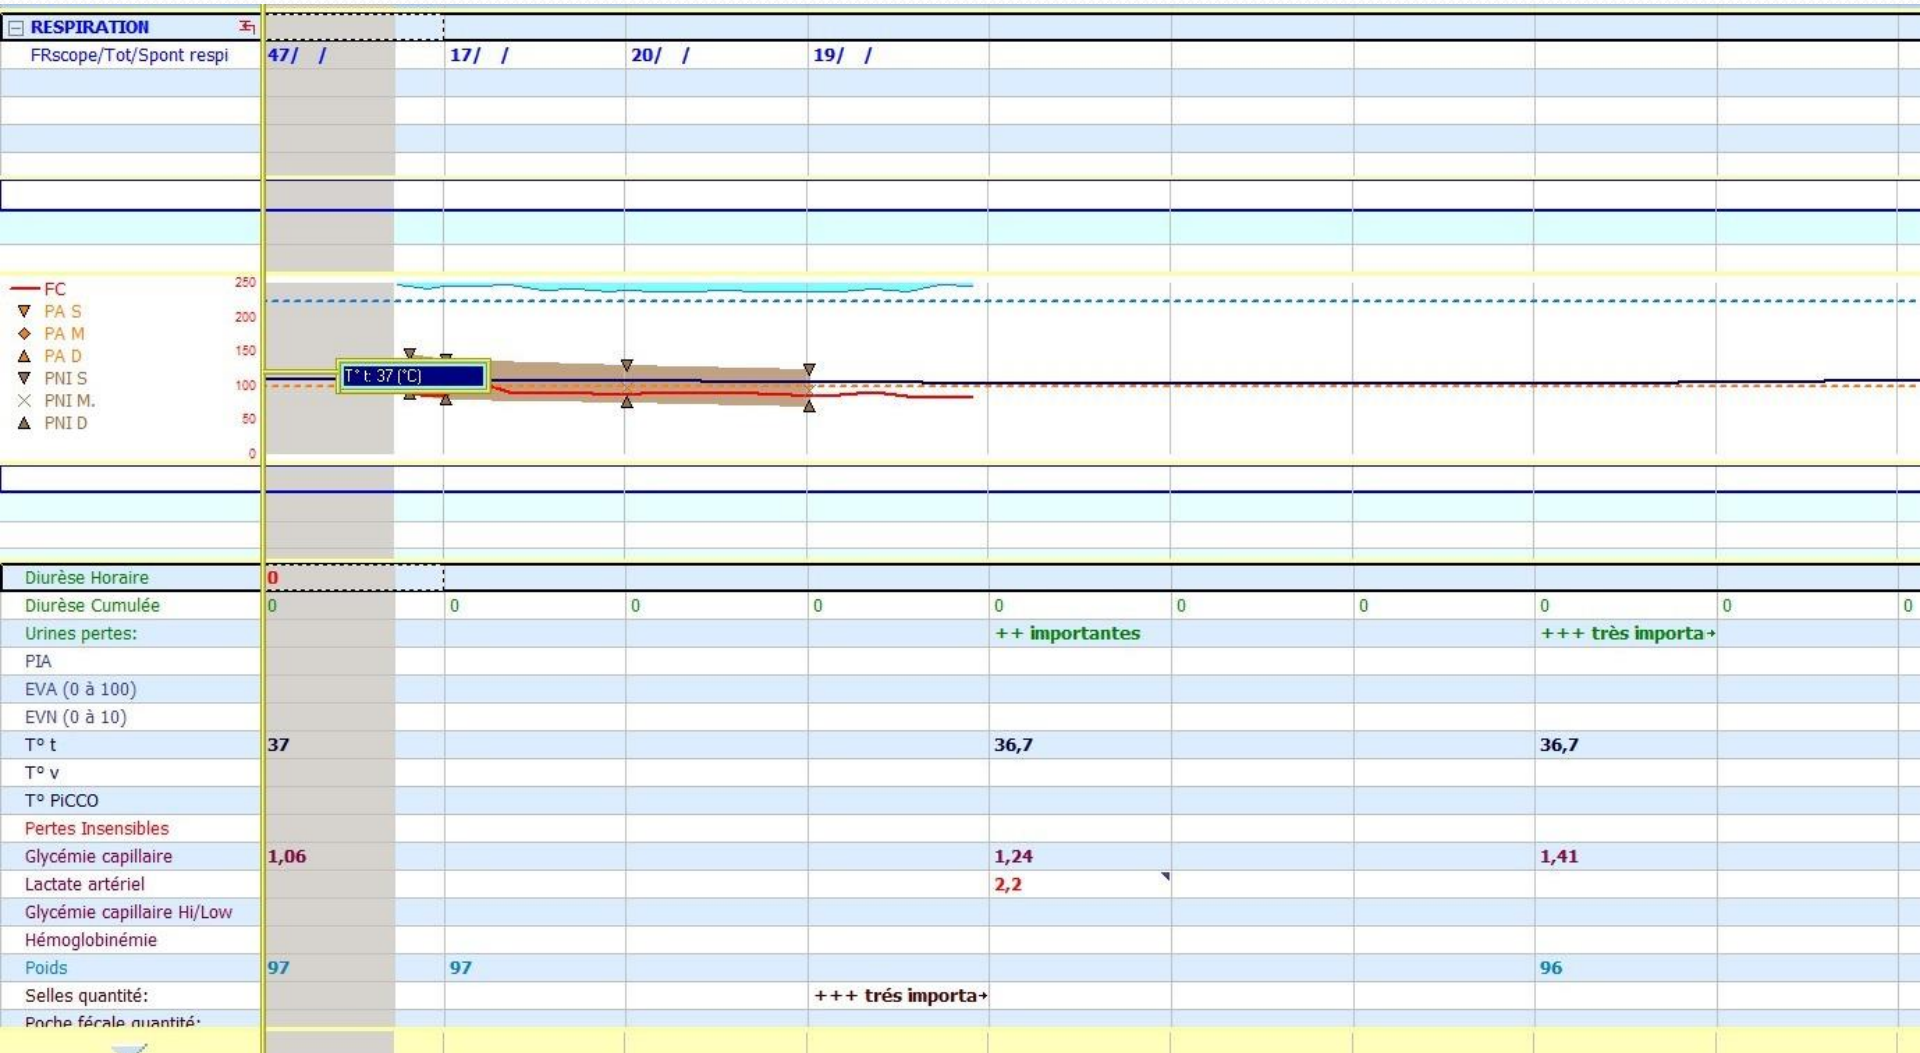 RESPIRATION
FRscope/Tot/Spont respi 47/ / 17/ / 20/ / 19/ /
FC 250
PA S 200
PA M
PA D 150
PNI S 100
PNI M.
PNI D 50
0
T° t: 37 (°C)
Diurèse Horaire 0
Diurèse Cumulée 0 0 0 0 0 0 0 0 0 0
Urines pertes: ++ importantes +++ très importa
PIA
EVA (0 à 100)
EVN (0 à 10)
T° t 37 36,7 36,7
T° v
T° PiCCO
Pertes Insensibles
Glycémie capillaire 1,06 1,24 1,41
Lactate artériel 2,2
Glycémie capillaire Hi/Low
Hémoglobinémie
Poids 97 97 96
Selles quantité: +++ trés importa
Poche fécale quantité: